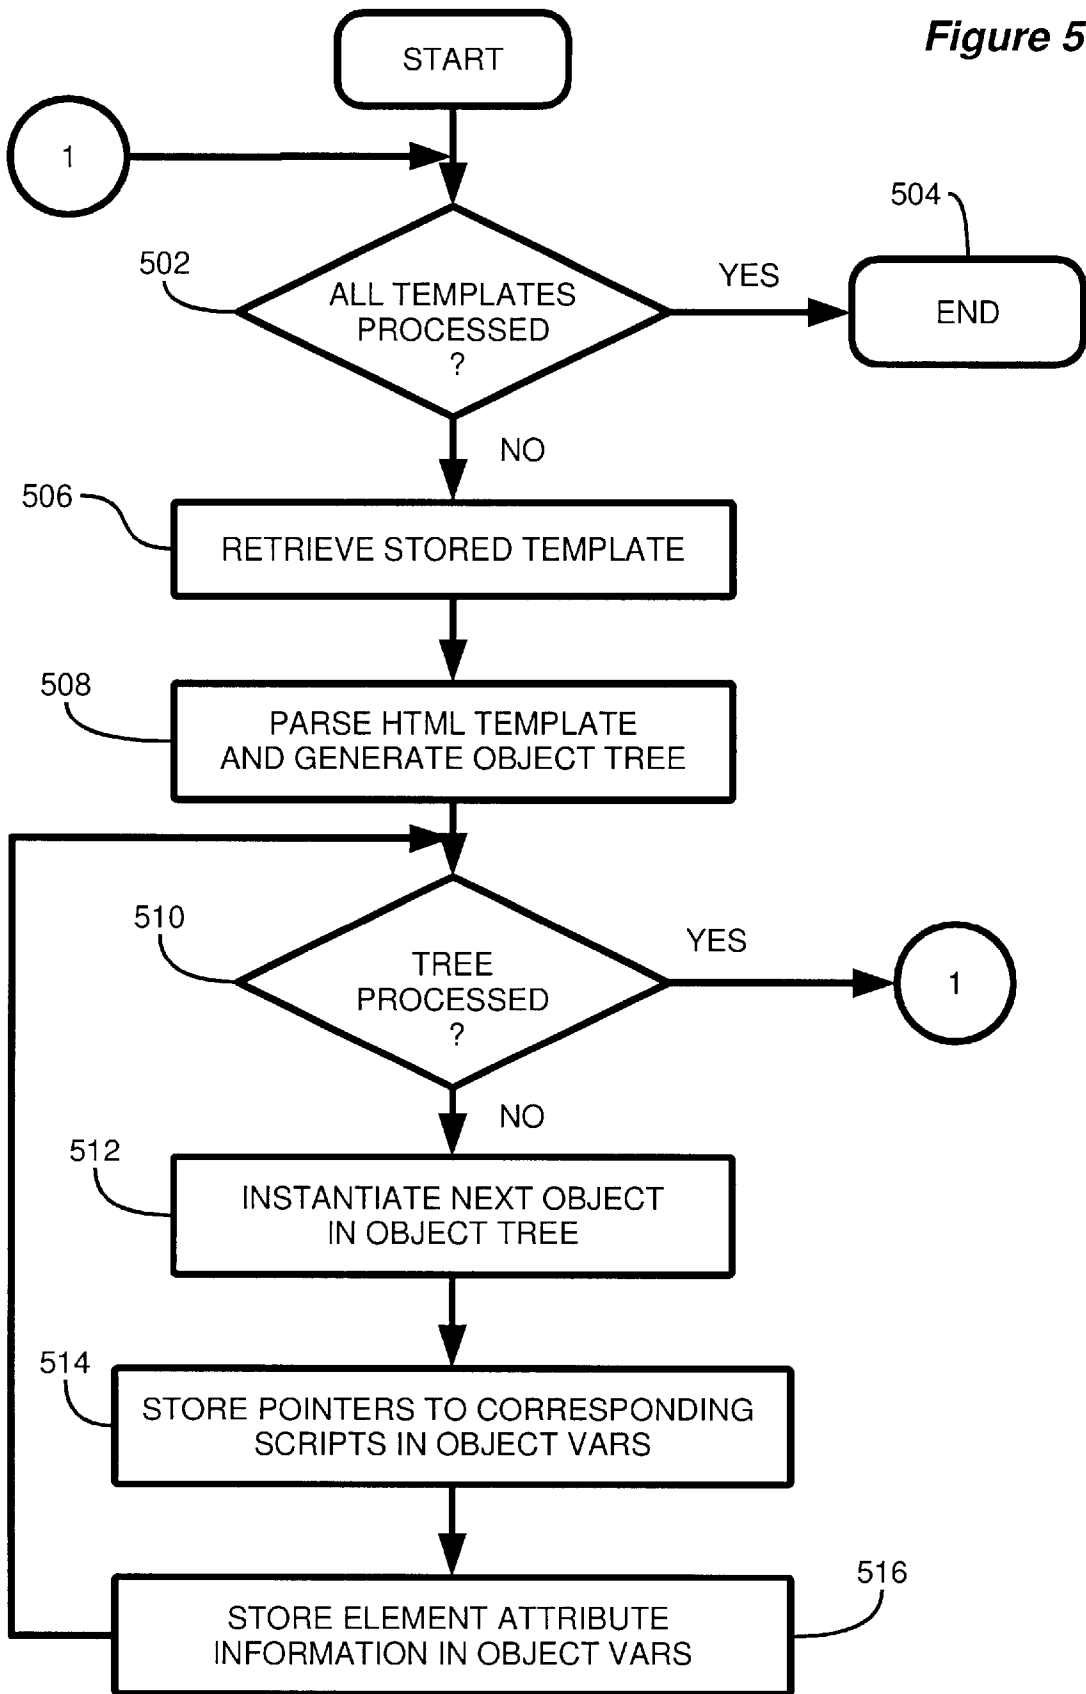 Figure 5
START
1
504
502
ALL TEMPLATES
PROCESSED
?
YES
END
NO
506
RETRIEVE STORED TEMPLATE
508
PARSE HTML TEMPLATE
AND GENERATE OBJECT TREE
510
TREE
PROCESSED
?
YES
1
NO
512
INSTANTIATE NEXT OBJECT
IN OBJECT TREE
514
STORE POINTERS TO CORRESPONDING
SCRIPTS IN OBJECT VARS
516
STORE ELEMENT ATTRIBUTE
INFORMATION IN OBJECT VARS